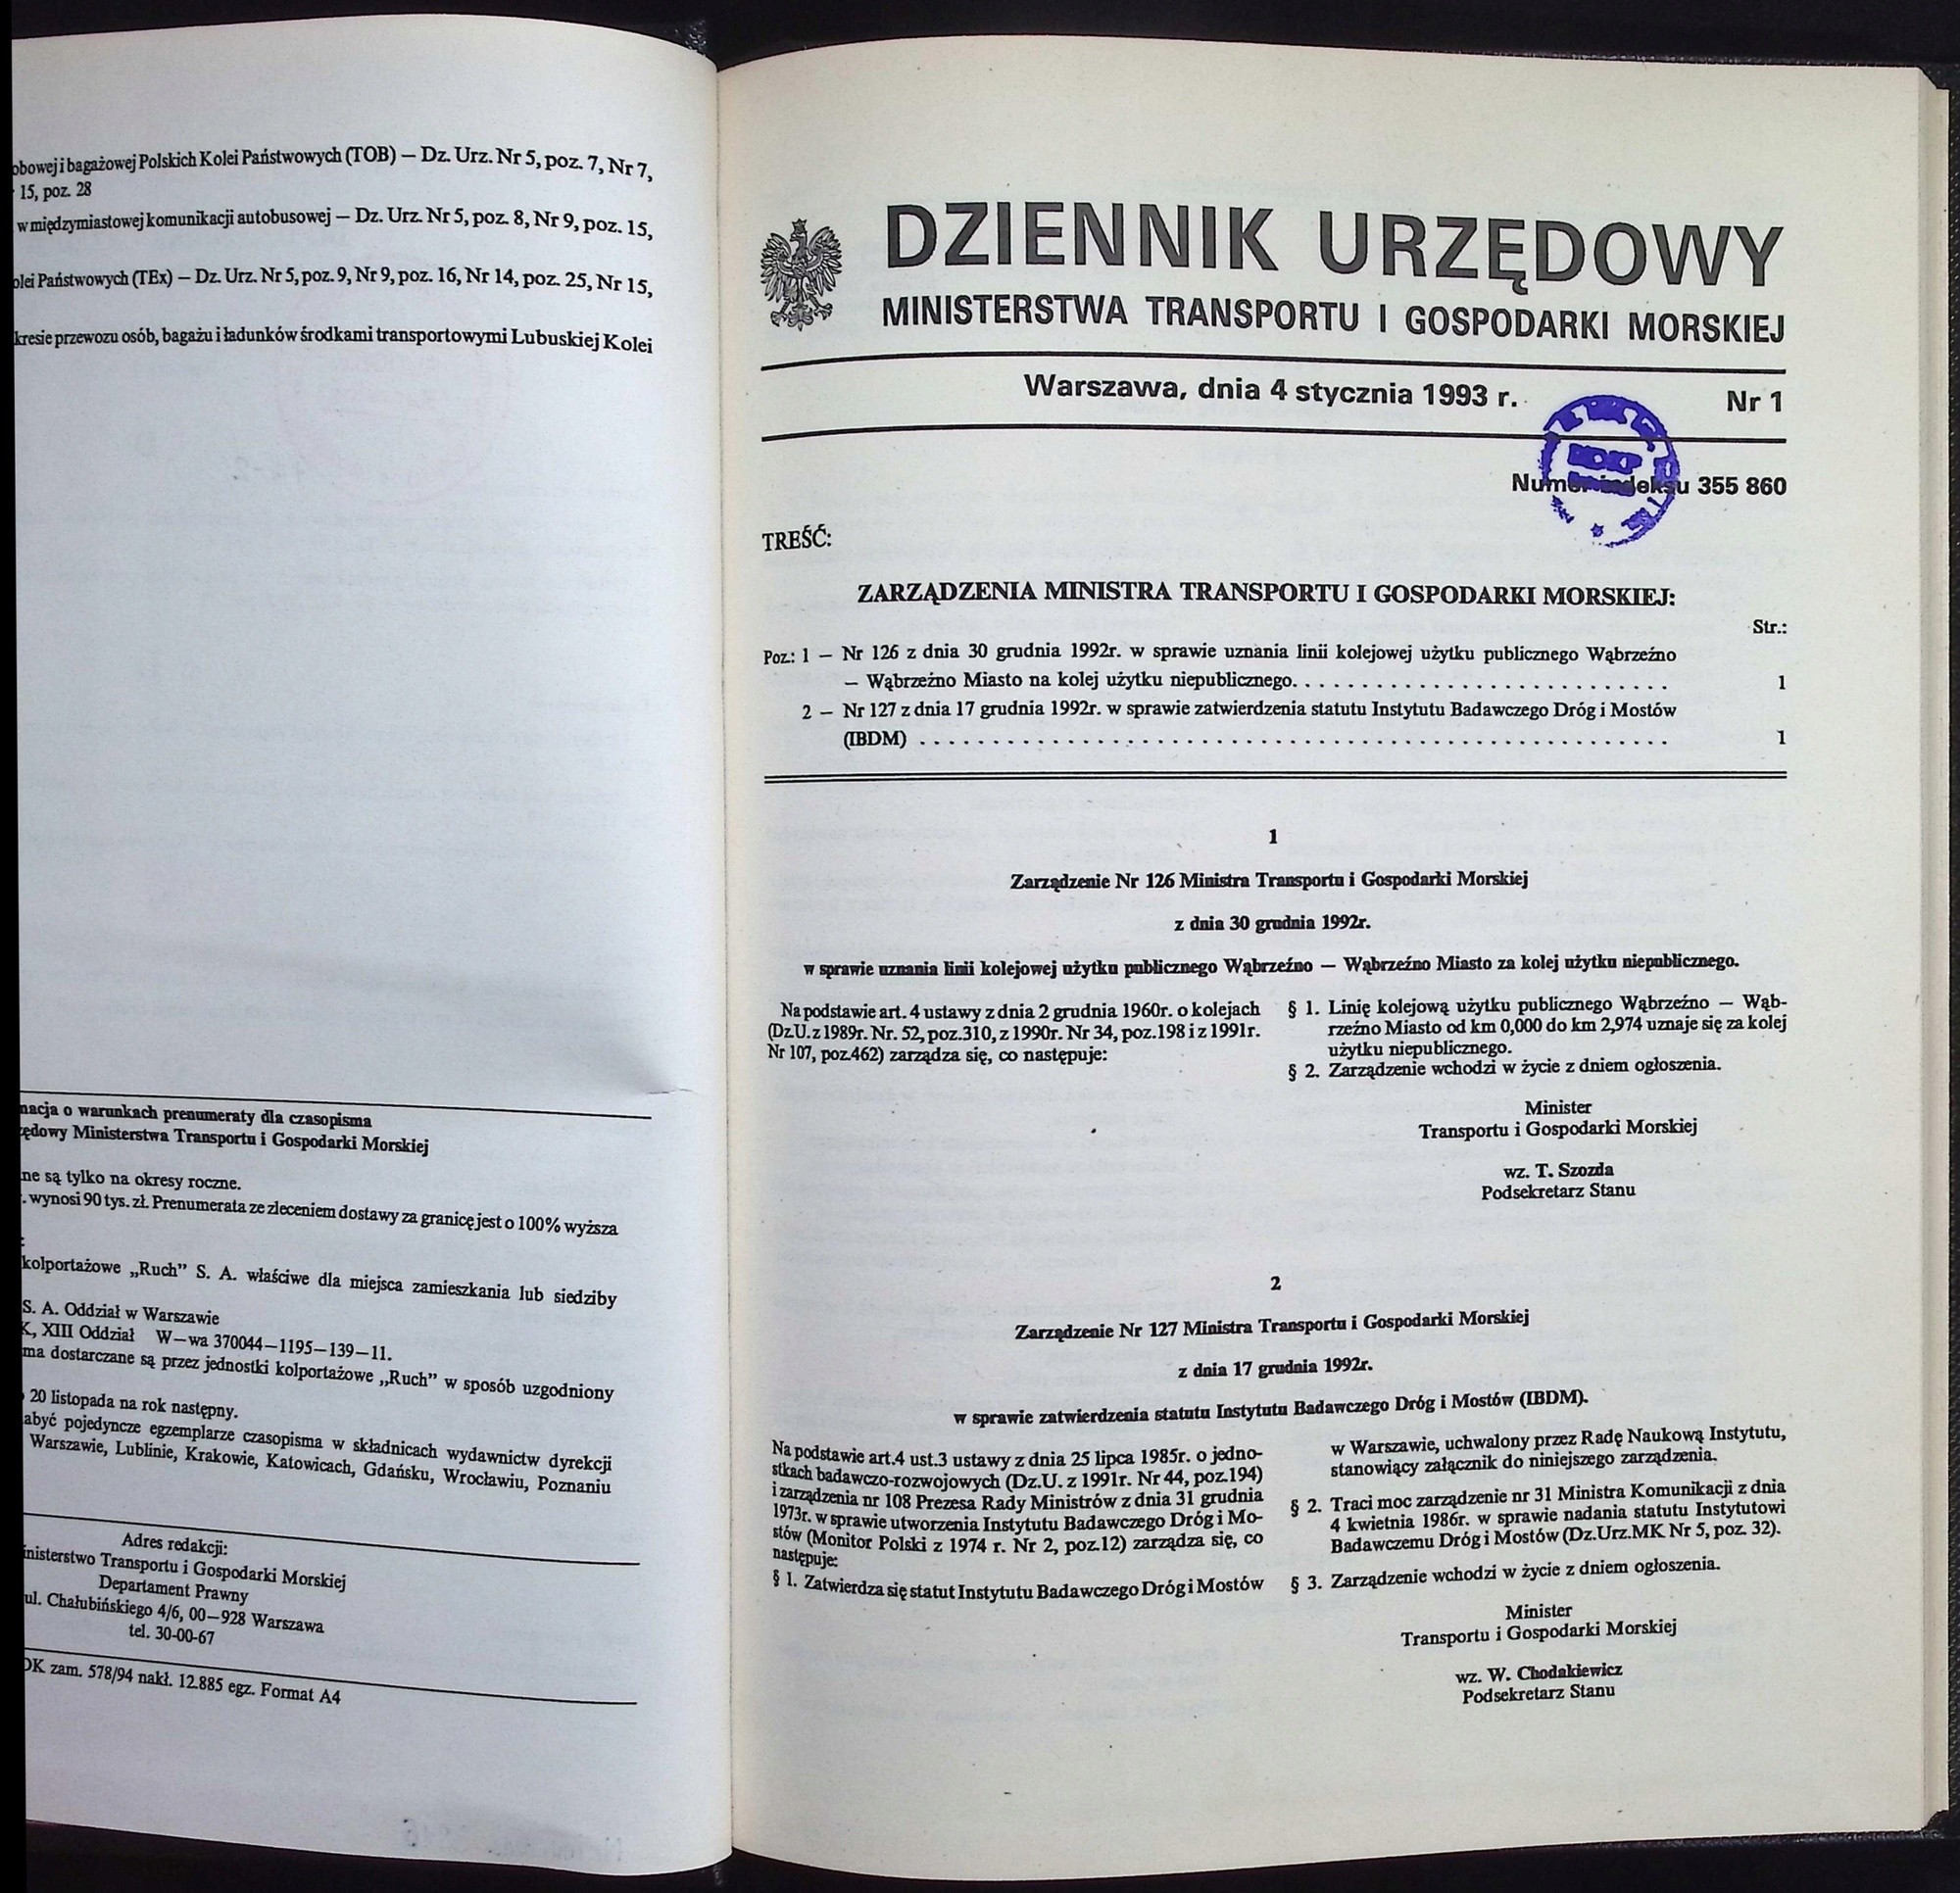 i bagażowej Polskich Kolei Państwowych (TOB) — Dz. Urz. Nr 5, poz. 7, Nr 7,
15, poz. 28
w międzymiastowej komunikacji autobusowej — Dz. Urz. Nr 5, poz. 8, Nr 9, poz. 15,
Państwowych (TEx) — Dz. Urz. Nr 5, poz. 9, Nr 9, poz. 16, Nr 14, poz. 25, Nr 15,
przewozu osób, bagażu i ładunków środkami transportowymi Lubuskiej Kolei
o warunkach prenumeraty dla czasopisma
Ministerstwa Transportu i Gospodarki Morskiej
są tylko na okresy roczne.
wynosi 90 tys. zł. Prenumerata ze zleceniem dostawy za granicę jest o 100% wyższa
kolportażowe „Ruch” S. A. właściwe dla miejsca zamieszkania lub siedziby
S. A. Oddział w Warszawie
XIII Oddział W—wa 370044—1195—139—11.
dostarczane są przez jednostki kolportażowe „Ruch” w sposób uzgodniony
20 listopada na rok następny.
pojedyncze egzemplarze czasopisma w składnicach wydawnictw dyrekcji
Warszawie, Lublinie, Krakowie, Katowicach, Gdańsku, Wrocławiu, Poznaniu
Adres redakcji:
Transportu i Gospodarki Morskiej
Departament Prawny
ul. Chałubińskiego 4/6, 00—928 Warszawa
tel. 30-00-67
zam. 578/94 nakł. 12.885 egz. Format A4
DZIENNIK URZĘDOWY
MINISTERSTWA TRANSPORTU I GOSPODARKI MORSKIEJ
Warszawa, dnia 4 stycznia 1993 r. Nr 1
Numer indeksu 355 860
TREŚĆ:
ZARZĄDZENIA MINISTRA TRANSPORTU I GOSPODARKI MORSKIEJ:
Str.:
Poz.: 1 — Nr 126 z dnia 30 grudnia 1992r. w sprawie uznania linii kolejowej użytku publicznego Wąbrzeźno
— Wąbrzeźno Miasto na kolej użytku niepublicznego. . . . . . . . . . . . . . . . . . . . . . . . . . . 1
2 — Nr 127 z dnia 17 grudnia 1992r. w sprawie zatwierdzenia statutu Instytutu Badawczego Dróg i Mostów
(IBDM) . . . . . . . . . . . . . . . . . . . . . . . . . . . . . . . . . . . . . . . . . . . . . . . . . . . . 1
1
Zarządzenie Nr 126 Ministra Transportu i Gospodarki Morskiej
z dnia 30 grudnia 1992r.
w sprawie uznania linii kolejowej użytku publicznego Wąbrzeźno — Wąbrzeźno Miasto za kolej użytku niepublicznego.
Na podstawie art. 4 ustawy z dnia 2 grudnia 1960r. o kolejach
(Dz.U. z 1989r. Nr. 52, poz.310, z 1990r. Nr 34, poz.198 i z 1991r.
Nr 107, poz.462) zarządza się, co następuje:
§ 1. Linię kolejową użytku publicznego Wąbrzeźno — Wąb-
rzeźno Miasto od km 0,000 do km 2,974 uznaje się za kolej
użytku niepublicznego.
§ 2. Zarządzenie wchodzi w życie z dniem ogłoszenia.
Minister
Transportu i Gospodarki Morskiej
wz. T. Szozda
Podsekretarz Stanu
2
Zarządzenie Nr 127 Ministra Transportu i Gospodarki Morskiej
z dnia 17 grudnia 1992r.
w sprawie zatwierdzenia statutu Instytutu Badawczego Dróg i Mostów (IBDM).
Na podstawie art.4 ust.3 ustawy z dnia 25 lipca 1985r. o jedno-
stkach badawczo-rozwojowych (Dz.U. z 1991r. Nr 44, poz.194)
i zarządzenia nr 108 Prezesa Rady Ministrów z dnia 31 grudnia
1973r. w sprawie utworzenia Instytutu Badawczego Dróg i Mo-
stów (Monitor Polski z 1974 r. Nr 2, poz.12) zarządza się, co
następuje:
§ 1. Zatwierdza się statut Instytutu Badawczego Dróg i Mostów
w Warszawie, uchwalony przez Radę Naukową Instytutu,
stanowiący załącznik do niniejszego zarządzenia.
§ 2. Traci moc zarządzenie nr 31 Ministra Komunikacji z dnia
4 kwietnia 1986r. w sprawie nadania statutu Instytutowi
Badawczemu Dróg i Mostów (Dz.Urz.MK Nr 5, poz. 32).
§ 3. Zarządzenie wchodzi w życie z dniem ogłoszenia.
Minister
Transportu i Gospodarki Morskiej
wz. W. Chodakiewicz
Podsekretarz Stanu